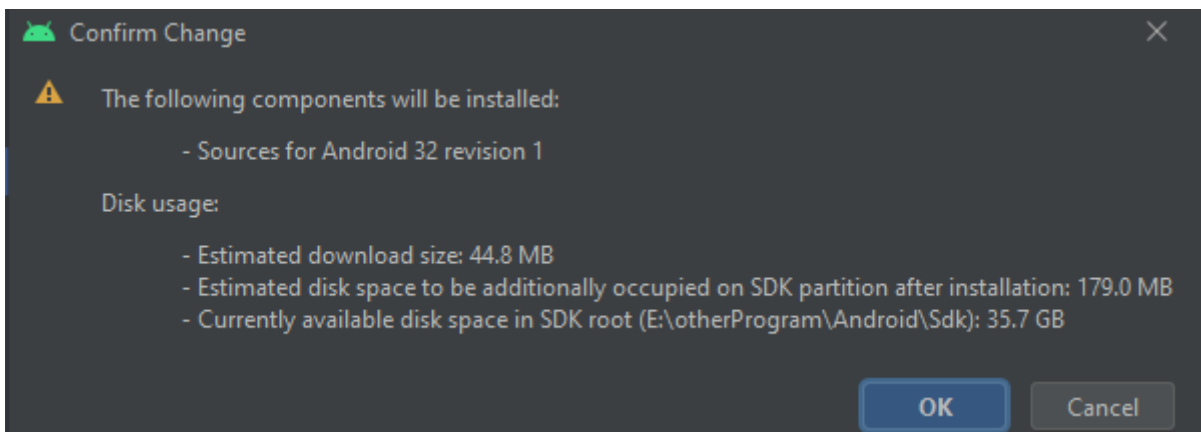 Confirm Change
The following components will be installed:
- Sources for Android 32 revision 1
Disk usage:
- Estimated download size: 44.8 MB
- Estimated disk space to be additionally occupied on SDK partition after installation: 179.0 MB
- Currently available disk space in SDK root (E:\otherProgram\Android\Sdk): 35.7 GB
OK
Cancel